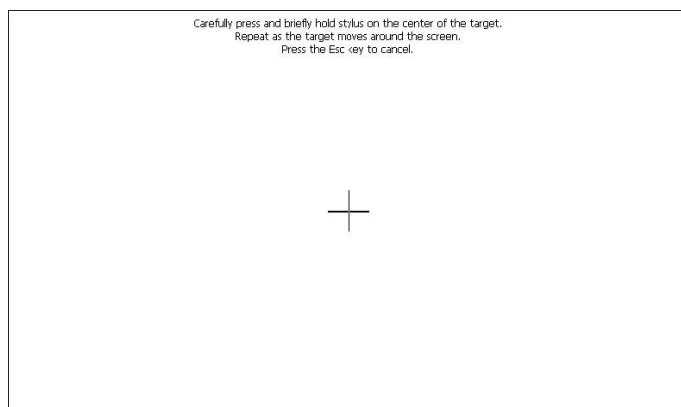 Carefully press and briefly hold stylus on the center of the target.
Repeat as the target moves around the screen.
Press the Esc key to cancel.